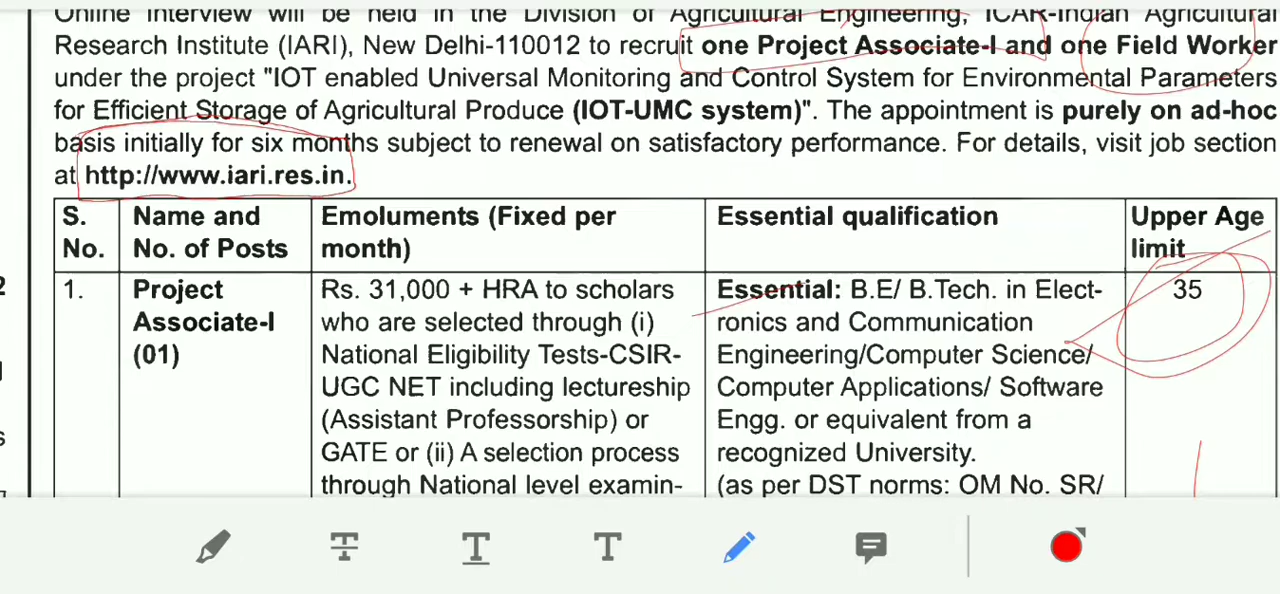 Online Interview will be held in the Division of Agricultural Engineering, ICAR-Indian Agricultural
Research Institute (IARI), New Delhi-110012 to recruit one Project Associate-I and one Field Worker
under the project "IOT enabled Universal Monitoring and Control System for Environmental Parameters
for Efficient Storage of Agricultural Produce (IOT-UMC system)". The appointment is purely on ad-hoc
basis initially for six months subject to renewal on satisfactory performance. For details, visit job section
at http://www.iari.res.in.
S. No.
Name and No. of Posts
Emoluments (Fixed per month)
Essential qualification
Upper Age limit
1.
Project
Associate-I
(01)
Rs. 31,000 + HRA to scholars
who are selected through (i)
National Eligibility Tests-CSIR-
UGC NET including lectureship
(Assistant Professorship) or
GATE or (ii) A selection process
through National level examin-
Essential: B.E/ B.Tech. in Elect-
ronics and Communication
Engineering/Computer Science/
Computer Applications/ Software
Engg. or equivalent from a
recognized University.
(as per DST norms: OM No. SR/
35